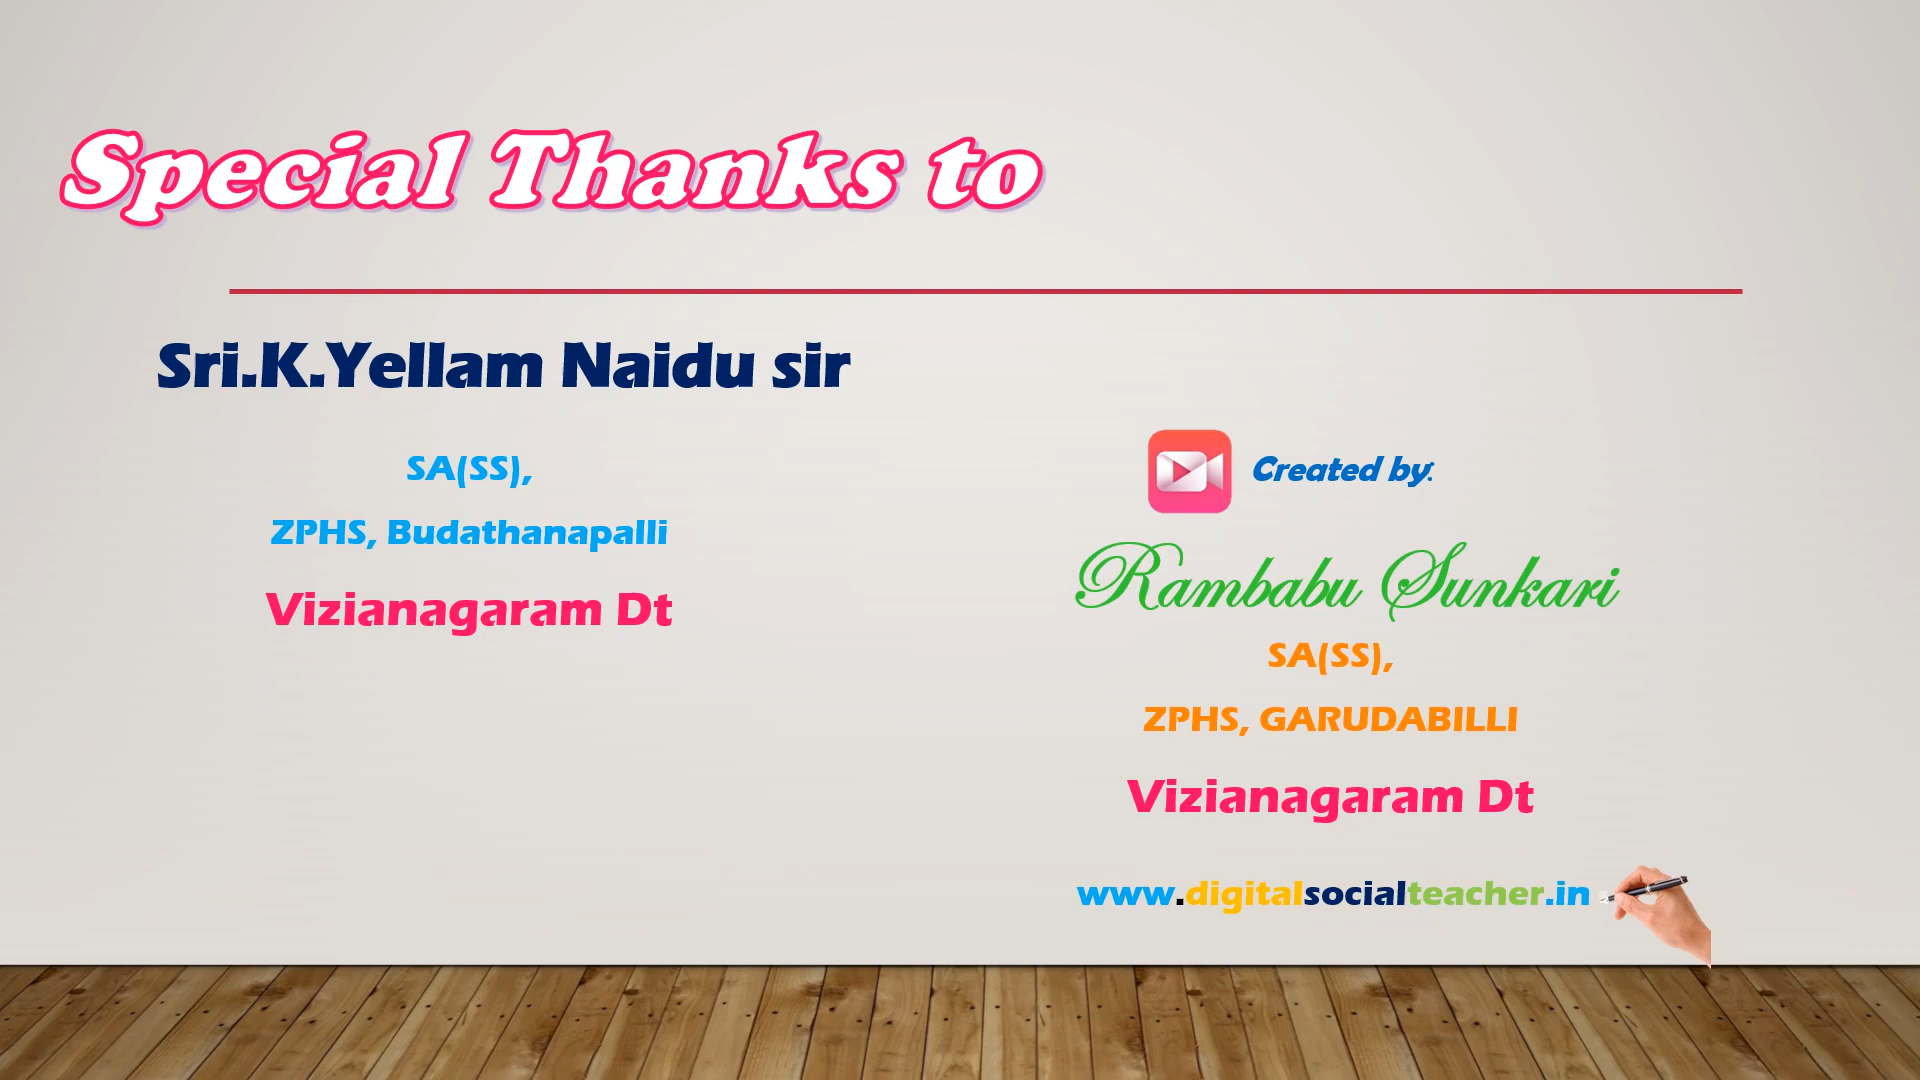 Special Thanks to
Sri.K.Yellam Naidu sir
SA(SS),
ZPHS, Budathanapalli
Vizianagaram Dt
Created by:
Rambabu Sunkari
SA(SS),
ZPHS, GARUDABILLI
Vizianagaram Dt
www.digitalsocialteacher.in